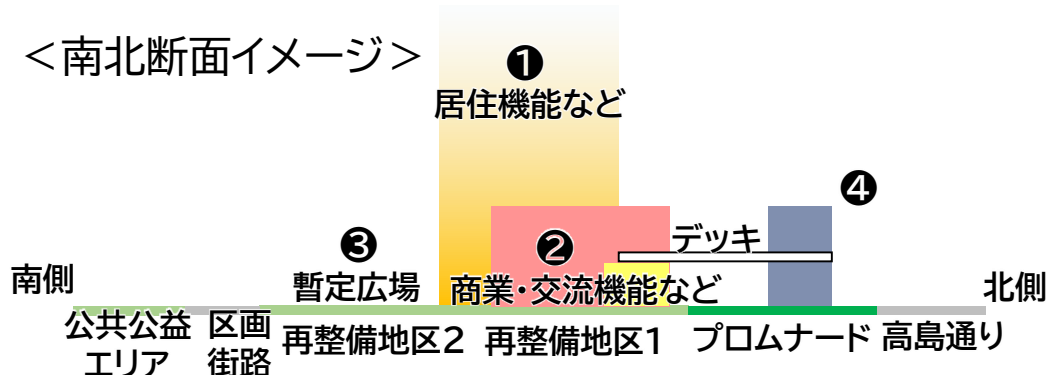 ＜南北断面イメージ＞
❶
居住機能など
❹
❸
❷
デッキ
南側
暫定広場
商業・交流機能など
北側
公共公益
エリア
区画
街路
再整備地区2
再整備地区1
プロムナード
高島通り